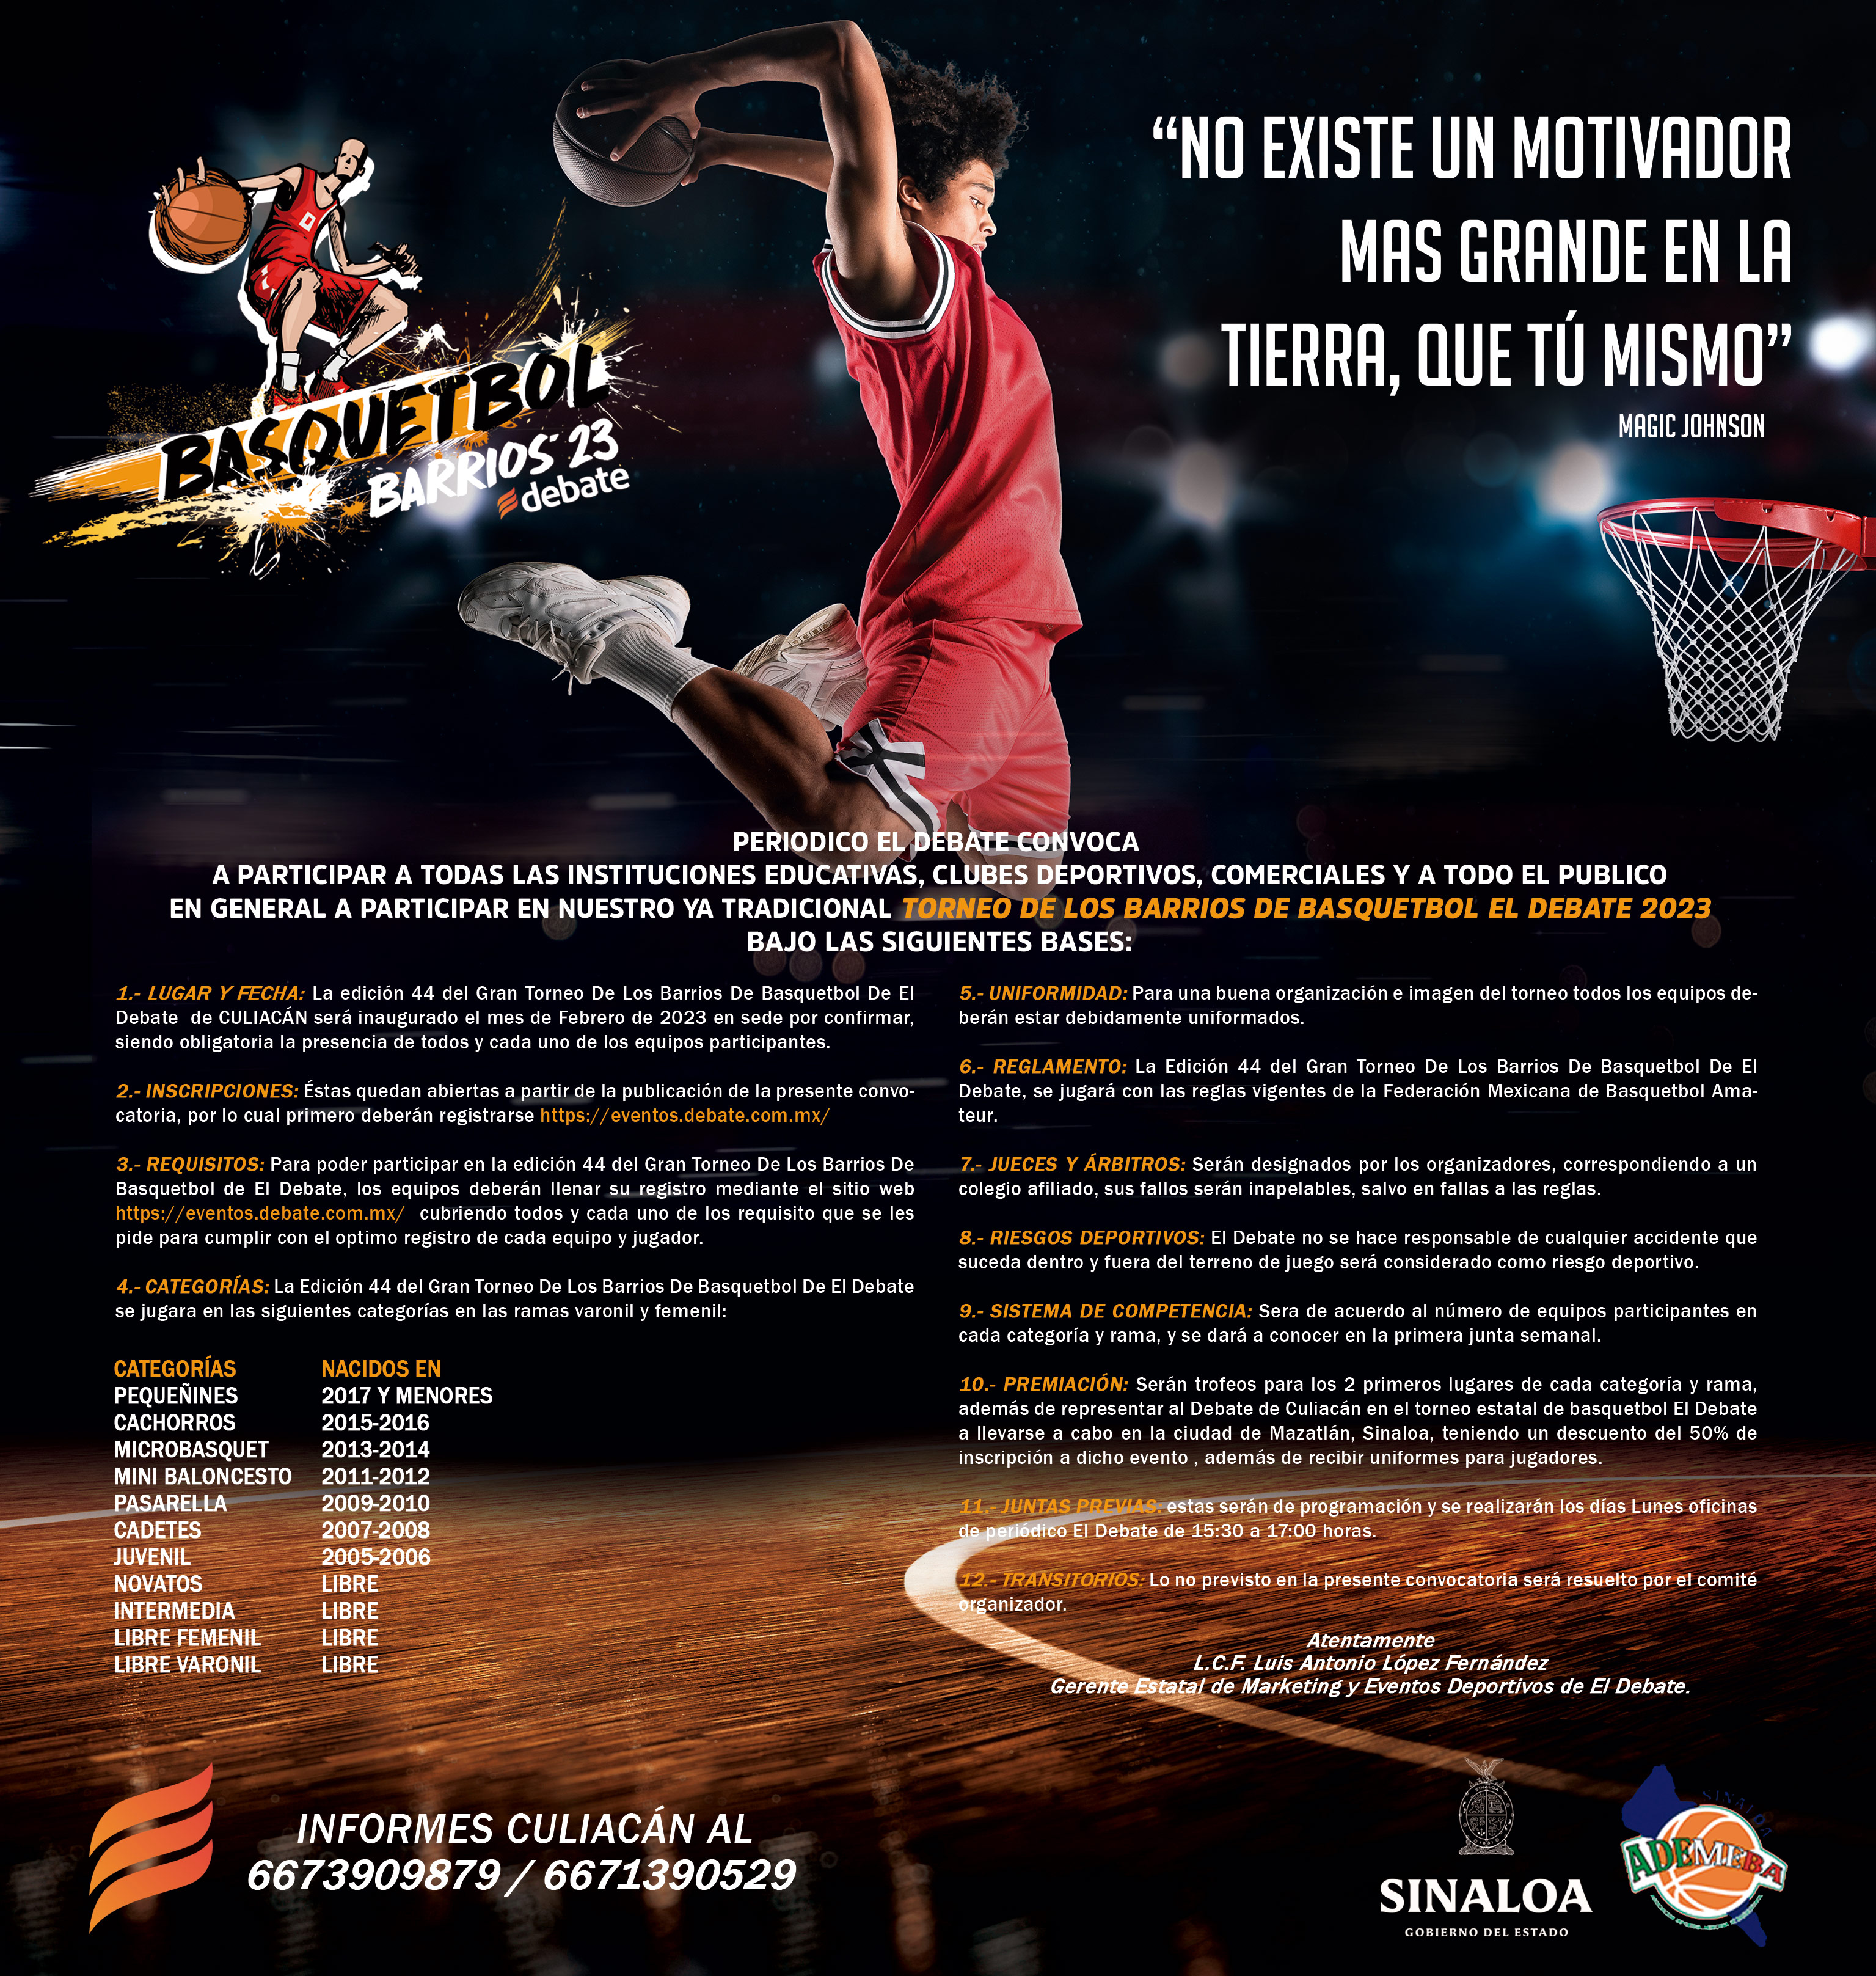 “NO EXISTE UN MOTIVADOR
MAS GRANDE EN LA
TIERRA, QUE TÚ MISMO”
MAGIC JOHNSON
BASQUETBOL
BARRIOS´23
debate
PERIODICO EL DEBATE CONVOCA
A PARTICIPAR A TODAS LAS INSTITUCIONES EDUCATIVAS, CLUBES DEPORTIVOS, COMERCIALES Y A TODO EL PUBLICO
EN GENERAL A PARTICIPAR EN NUESTRO YA TRADICIONAL TORNEO DE LOS BARRIOS DE BASQUETBOL EL DEBATE 2023
BAJO LAS SIGUIENTES BASES:
1.- LUGAR Y FECHA: La edición 44 del Gran Torneo De Los Barrios De Basquetbol De El
Debate de CULIACÁN será inaugurado el mes de Febrero de 2023 en sede por confirmar,
siendo obligatoria la presencia de todos y cada uno de los equipos participantes.
2.- INSCRIPCIONES: Éstas quedan abiertas a partir de la publicación de la presente convo-
catoria, por lo cual primero deberán registrarse https://eventos.debate.com.mx/
3.- REQUISITOS: Para poder participar en la edición 44 del Gran Torneo De Los Barrios De
Basquetbol de El Debate, los equipos deberán llenar su registro mediante el sitio web
https://eventos.debate.com.mx/ cubriendo todos y cada uno de los requisito que se les
pide para cumplir con el optimo registro de cada equipo y jugador.
4.- CATEGORÍAS: La Edición 44 del Gran Torneo De Los Barrios De Basquetbol De El Debate
se jugara en las siguientes categorías en las ramas varonil y femenil:
CATEGORÍAS NACIDOS EN
PEQUEÑINES 2017 Y MENORES
CACHORROS 2015-2016
MICROBASQUET 2013-2014
MINI BALONCESTO 2011-2012
PASARELLA 2009-2010
CADETES 2007-2008
JUVENIL 2005-2006
NOVATOS LIBRE
INTERMEDIA LIBRE
LIBRE FEMENIL LIBRE
LIBRE VARONIL LIBRE
5.- UNIFORMIDAD: Para una buena organización e imagen del torneo todos los equipos de-
berán estar debidamente uniformados.
6.- REGLAMENTO: La Edición 44 del Gran Torneo De Los Barrios De Basquetbol De El
Debate, se jugará con las reglas vigentes de la Federación Mexicana de Basquetbol Ama-
teur.
7.- JUECES Y ÁRBITROS: Serán designados por los organizadores, correspondiendo a un
colegio afiliado, sus fallos serán inapelables, salvo en fallas a las reglas.
8.- RIESGOS DEPORTIVOS: El Debate no se hace responsable de cualquier accidente que
suceda dentro y fuera del terreno de juego será considerado como riesgo deportivo.
9.- SISTEMA DE COMPETENCIA: Sera de acuerdo al número de equipos participantes en
cada categoría y rama, y se dará a conocer en la primera junta semanal.
10.- PREMIACIÓN: Serán trofeos para los 2 primeros lugares de cada categoría y rama,
además de representar al Debate de Culiacán en el torneo estatal de basquetbol El Debate
a llevarse a cabo en la ciudad de Mazatlán, Sinaloa, teniendo un descuento del 50% de
inscripción a dicho evento , además de recibir uniformes para jugadores.
11.- JUNTAS PREVIAS: estas serán de programación y se realizarán los días Lunes oficinas
de periódico El Debate de 15:30 a 17:00 horas.
12.- TRANSITORIOS: Lo no previsto en la presente convocatoria será resuelto por el comité
organizador.
Atentamente
L.C.F. Luis Antonio López Fernández
Gerente Estatal de Marketing y Eventos Deportivos de El Debate.
INFORMES CULIACÁN AL
6673909879 / 6671390529
SINALOA
GOBIERNO DEL ESTADO
SINALOA
ADEMEBA